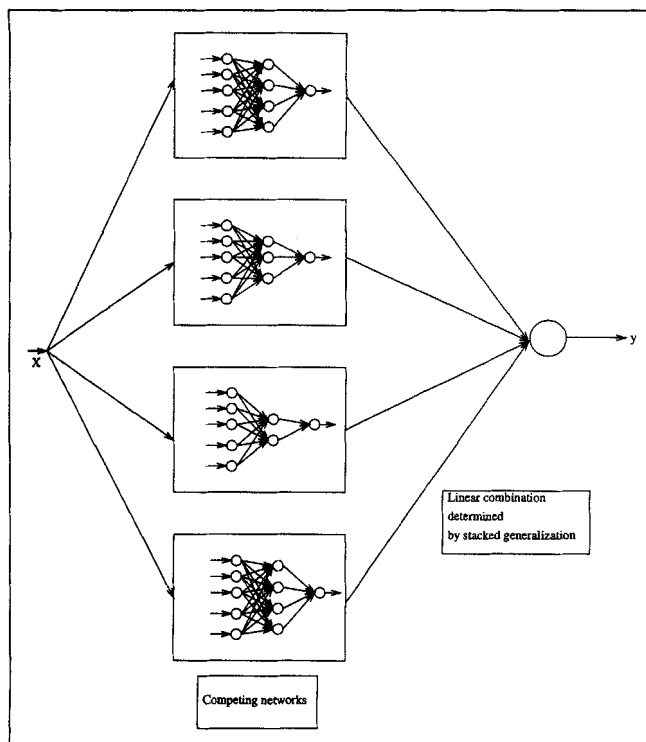 X
y
Linear combination
determined
by stacked generalization
Competing networks